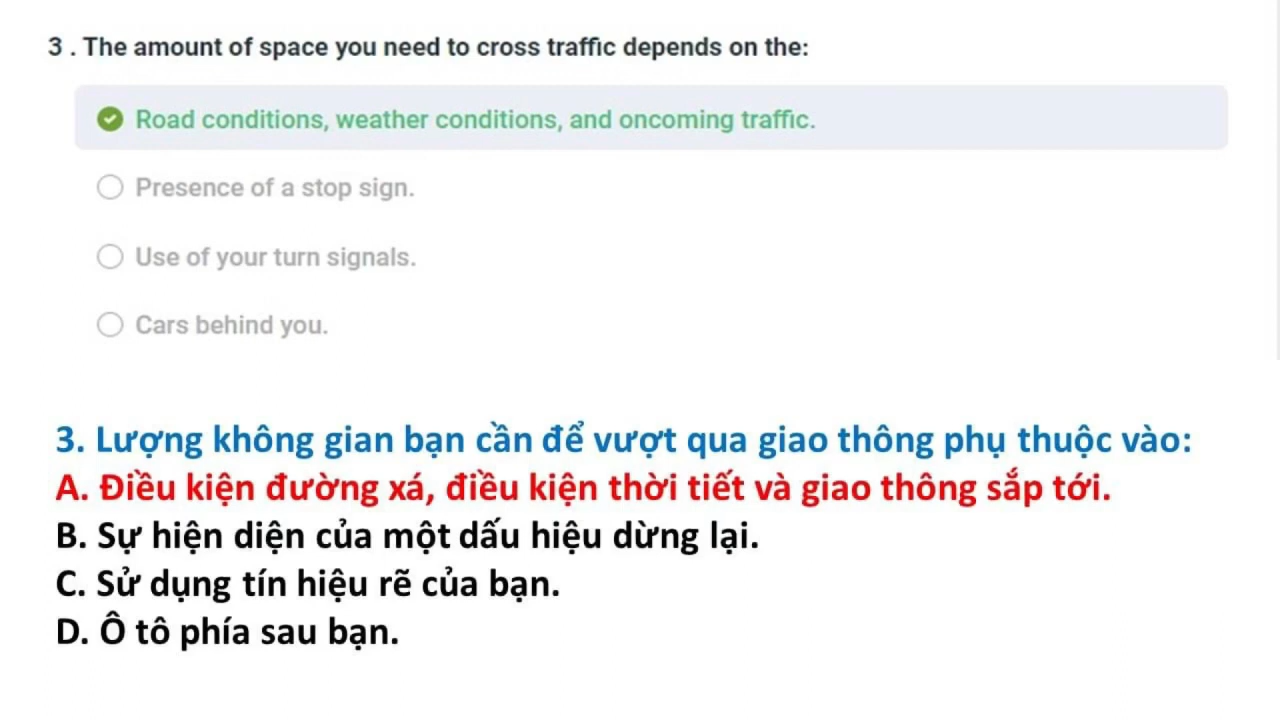 3 . The amount of space you need to cross traffic depends on the:
Road conditions, weather conditions, and oncoming traffic.
Presence of a stop sign.
Use of your turn signals.
Cars behind you.
3. Lượng không gian bạn cần để vượt qua giao thông phụ thuộc vào:
A. Điều kiện đường xá, điều kiện thời tiết và giao thông sắp tới.
B. Sự hiện diện của một dấu hiệu dừng lại.
C. Sử dụng tín hiệu rẽ của bạn.
D. Ô tô phía sau bạn.